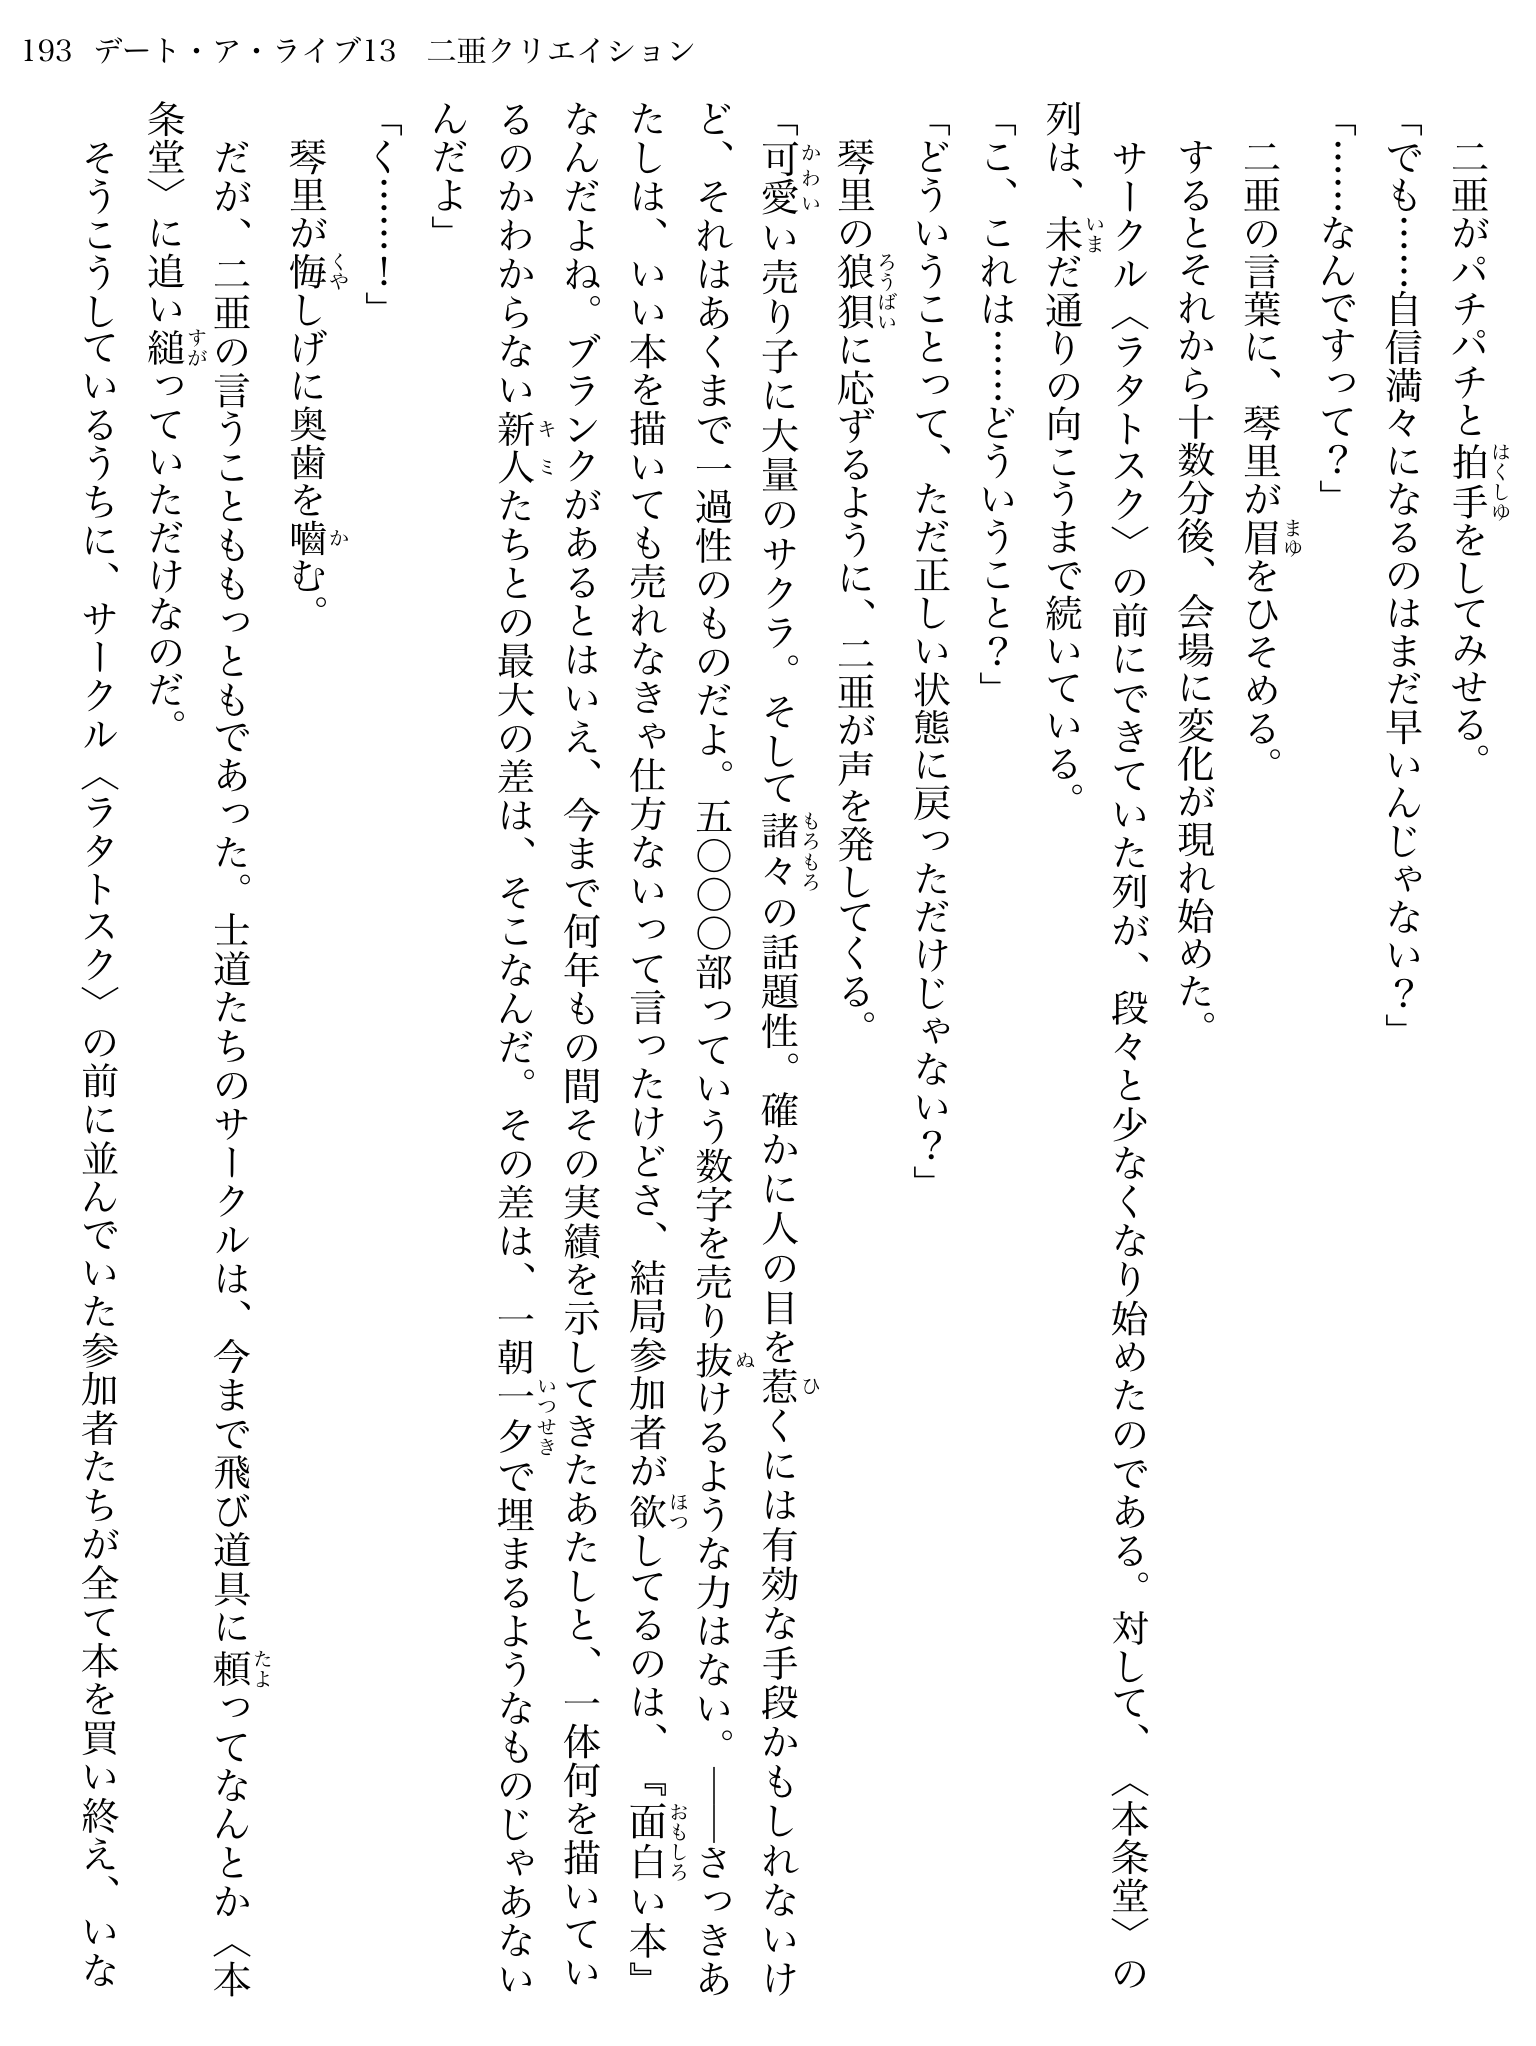 193 デート・ア・ライブ13　二亜クリエイション
　二亜がパチパチと拍手をしてみせる。
「でも……自信満々になるのはまだ早いんじゃない？」
「……なんですって？」
　二亜の言葉に、琴里が眉をひそめる。
　するとそれから十数分後、会場に変化が現れ始めた。
　サークル〈ラタトスク〉の前にできていた列が、段々と少なくなり始めたのである。対して、〈本条堂〉の
列は、未だ通りの向こうまで続いている。
「こ、これは……どういうこと？」
「どういうことって、ただ正しい状態に戻っただけじゃない？」
　琴里の狼狽に応ずるように、二亜が声を発してくる。
「可愛い売り子に大量のサクラ。そして諸々の話題性。確かに人の目を惹くには有効な手段かもしれないけ
ど、それはあくまで一過性のものだよ。五〇〇〇部っていう数字を売り抜けるような力はない。――さっきあ
たしは、いい本を描いても売れなきゃ仕方ないって言ったけどさ、結局参加者が欲してるのは、『面白い本』
なんだよね。ブランクがあるとはいえ、今まで何年もの間その実績を示してきたあたしと、一体何を描いてい
るのかわからない新人たちとの最大の差は、そこなんだ。その差は、一朝一夕で埋まるようなものじゃあない
んだよ」
「く……！」
　琴里が悔しげに奥歯を嚙む。
　だが、二亜の言うことももっともであった。士道たちのサークルは、今まで飛び道具に頼ってなんとか〈本
条堂〉に追い縋っていただけなのだ。
　そうこうしているうちに、サークル〈ラタトスク〉の前に並んでいた参加者たちが全て本を買い終え、いな